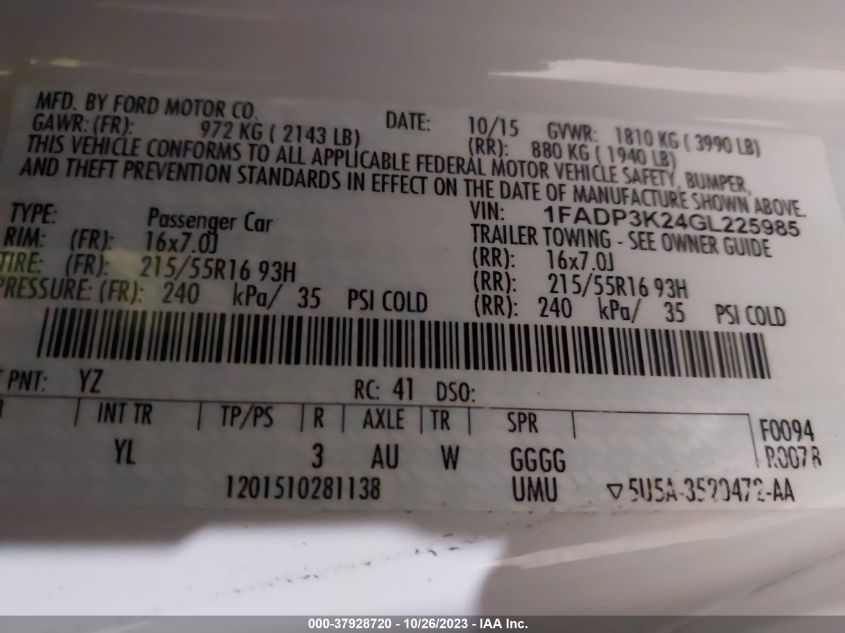 MFD. BY FORD MOTOR CO. DATE: 10/15 GVWR: 1810 KG ( 3990 LB)
GAWR: (FR): 972 KG ( 2143 LB) (RR): 880 KG ( 1940 LB)
THIS VEHICLE CONFORMS TO ALL APPLICABLE FEDERAL MOTOR VEHICLE SAFETY, BUMPER,
AND THEFT PREVENTION STANDARDS IN EFFECT ON THE DATE OF MANUFACTURE SHOWN ABOVE.
VIN: 1FADP3K24GL225985
TYPE: Passenger Car TRAILER TOWING - SEE OWNER GUIDE
RIM: (FR): 16x7.0J (RR): 16x7.0J
TIRE: (FR): 215/55R16 93H (RR): 215/55R16 93H
PRESSURE: (FR): 240 kPa/ 35 PSI COLD (RR): 240 kPa/ 35 PSI COLD
PNT: YZ RC: 41 DSO:
INT TR TP/PS R AXLE TR SPR F0094
YL 3 AU W GGGG R0078
1201510281138 UMU ▽5U5A-3520472-AA
000-37928720 - 10/26/2023 - IAA Inc.